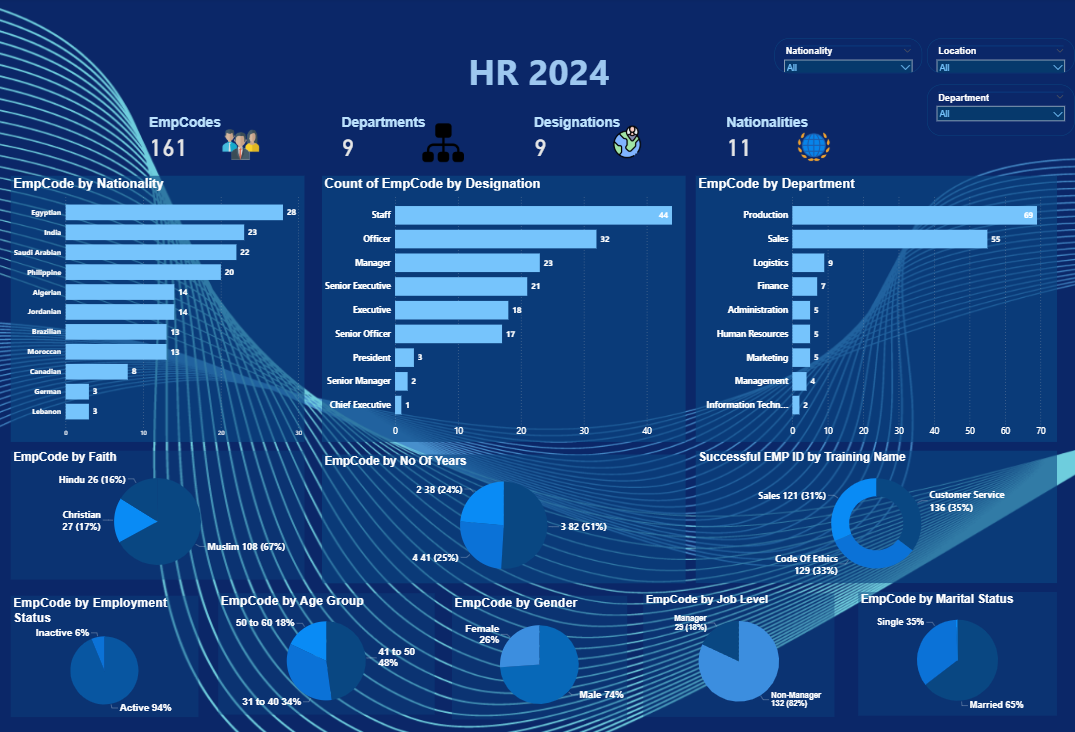 HR 2024
Nationality
All
Location
All
Department
All
EmpCodes
161
Departments
9
Designations
9
Nationalities
11
EmpCode by Nationality
Egyptian 28
India 23
Saudi Arabian 22
Philippine 20
Algerian 14
Jordanian 14
Brazilian 13
Moroccan 13
Canadian 8
German 3
Lebanon 3
0 10 20 30
Count of EmpCode by Designation
Staff 44
Officer 32
Manager 23
Senior Executive 21
Executive 18
Senior Officer 17
President 3
Senior Manager 2
Chief Executive 1
0 10 20 30 40
EmpCode by Department
Production 69
Sales 55
Logistics 9
Finance 7
Administration 5
Human Resources 5
Marketing 5
Management 4
Information Techn... 2
0 10 20 30 40 50 60 70
EmpCode by Faith
Hindu 26 (16%)
Christian
27 (17%)
Muslim 108 (67%)
EmpCode by No Of Years
2 38 (24%)
3 82 (51%)
4 41 (25%)
Successful EMP ID by Training Name
Sales 121 (31%)
Customer Service
136 (35%)
Code Of Ethics
129 (33%)
EmpCode by Employment
Status
Inactive 6%
Active 94%
EmpCode by Age Group
50 to 60 18%
41 to 50
48%
31 to 40 34%
EmpCode by Gender
Female
26%
Male 74%
EmpCode by Job Level
Manager
29 (18%)
Non-Manager
132 (82%)
EmpCode by Marital Status
Single 35%
Married 65%